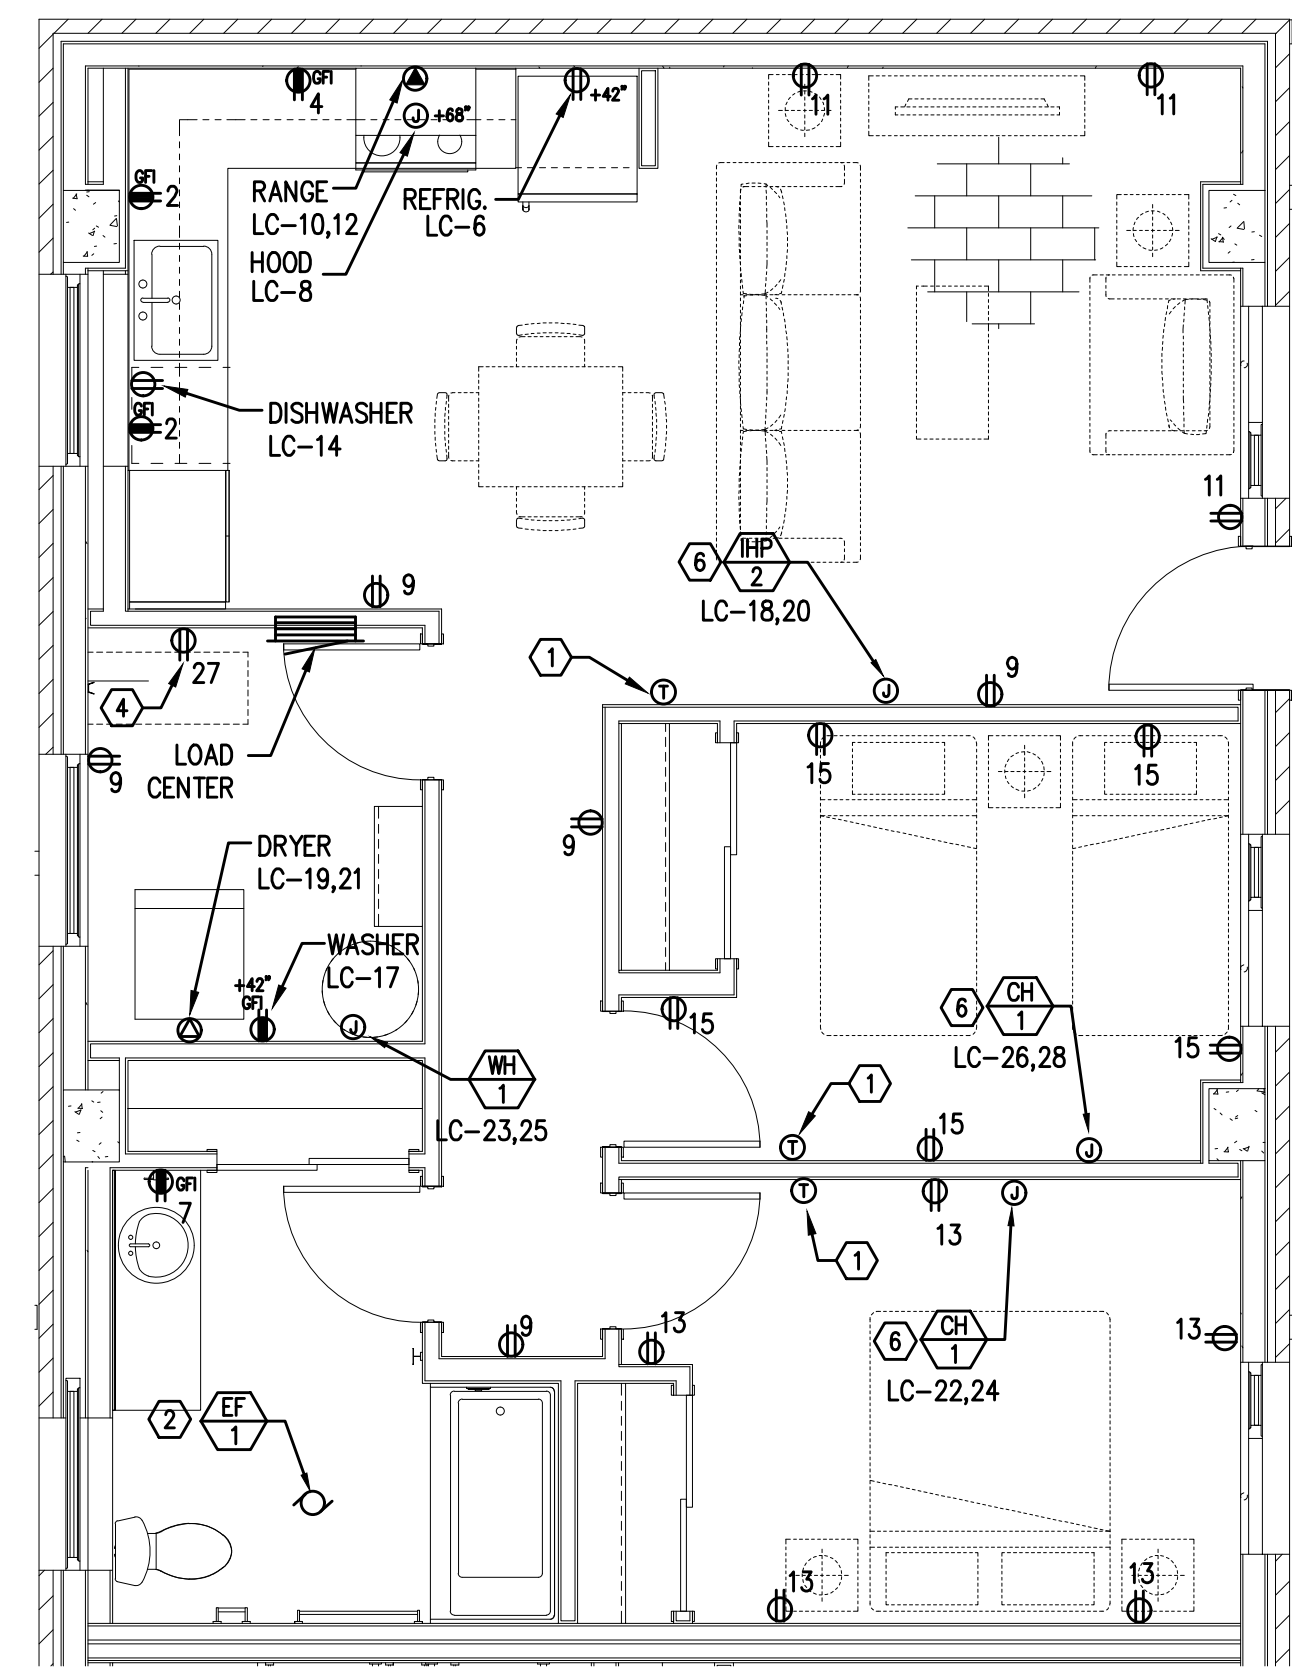 GFI
4
J +68"
+42"
11
11
GFI
2
RANGE
LC-10,12
REFRIG.
LC-6
HOOD
LC-8
DISHWASHER
LC-14
GFI
2
11
6
IHP
2
LC-18,20
9
27
4
1
T
J
9
LOAD
CENTER
9
15
15
9
DRYER
LC-19,21
WASHER
LC-17
+42"
GFI
J
15
6
CH
1
LC-26,28
15
WH
1
LC-23,25
1
T
15
J
GFI
7
T
13
J
1
9
13
13
6
CH
1
LC-22,24
2
EF
1
13
13